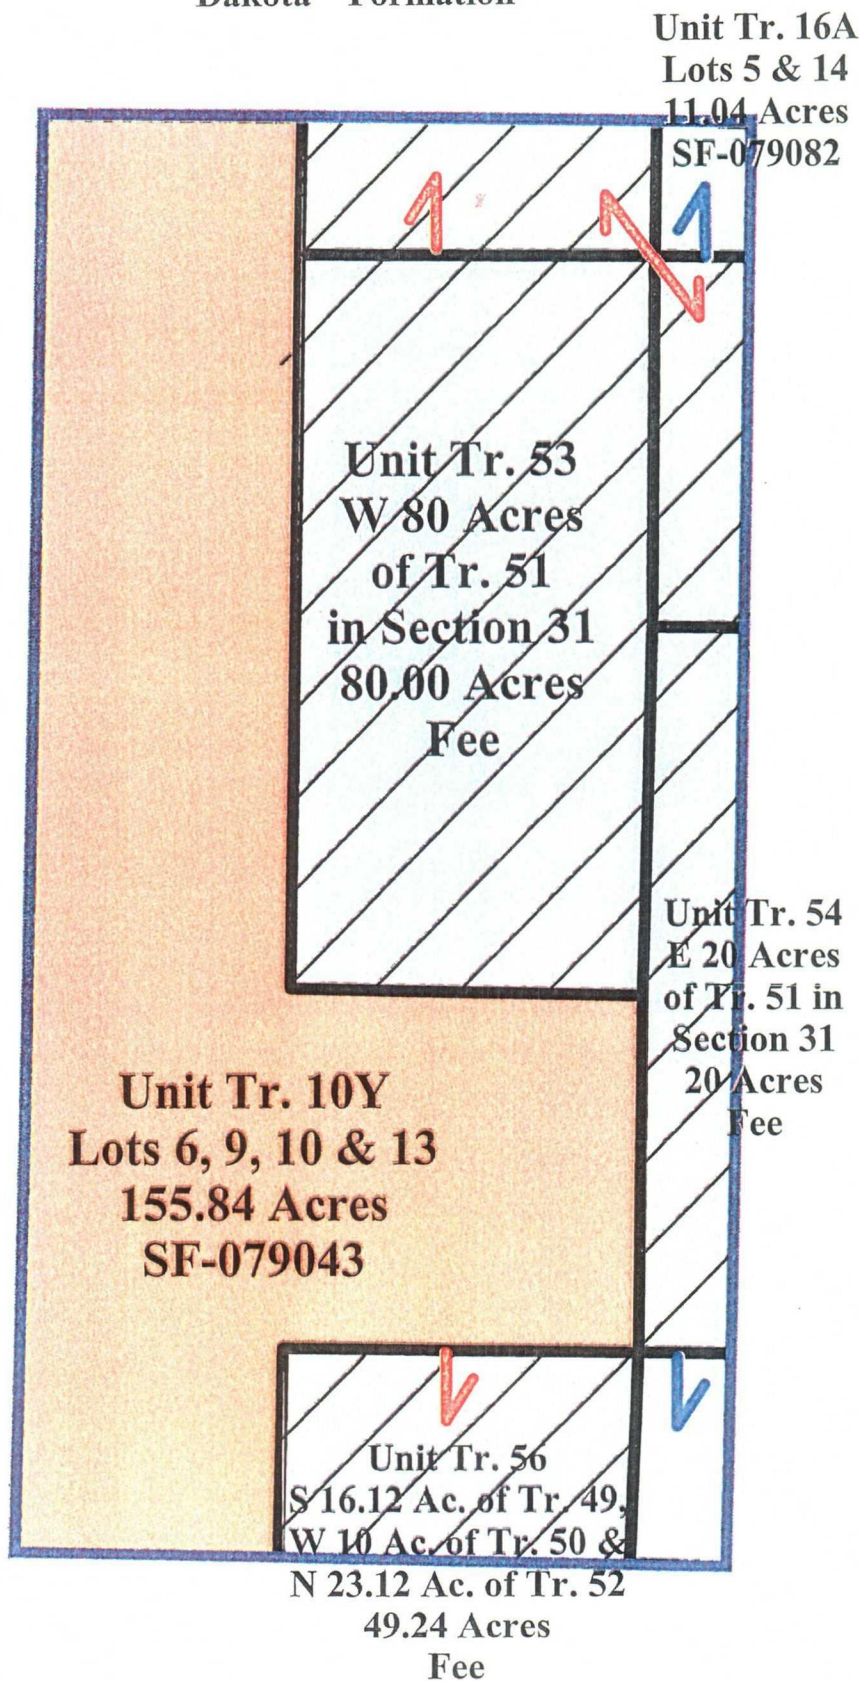 Dakota Formation
Unit Tr. 16A
Lots 5 & 14
11.04 Acres
SF-079082
Unit Tr. 53
W 80 Acres
of Tr. 51
in Section 31
80.00 Acres
Fee
Unit Tr. 54
E 20 Acres
of Tr. 51 in
Section 31
20 Acres
Fee
Unit Tr. 10Y
Lots 6, 9, 10 & 13
155.84 Acres
SF-079043
Unit Tr. 56
S 16.12 Ac. of Tr. 49,
W 10 Ac. of Tr. 50 &
N 23.12 Ac. of Tr. 52
49.24 Acres
Fee